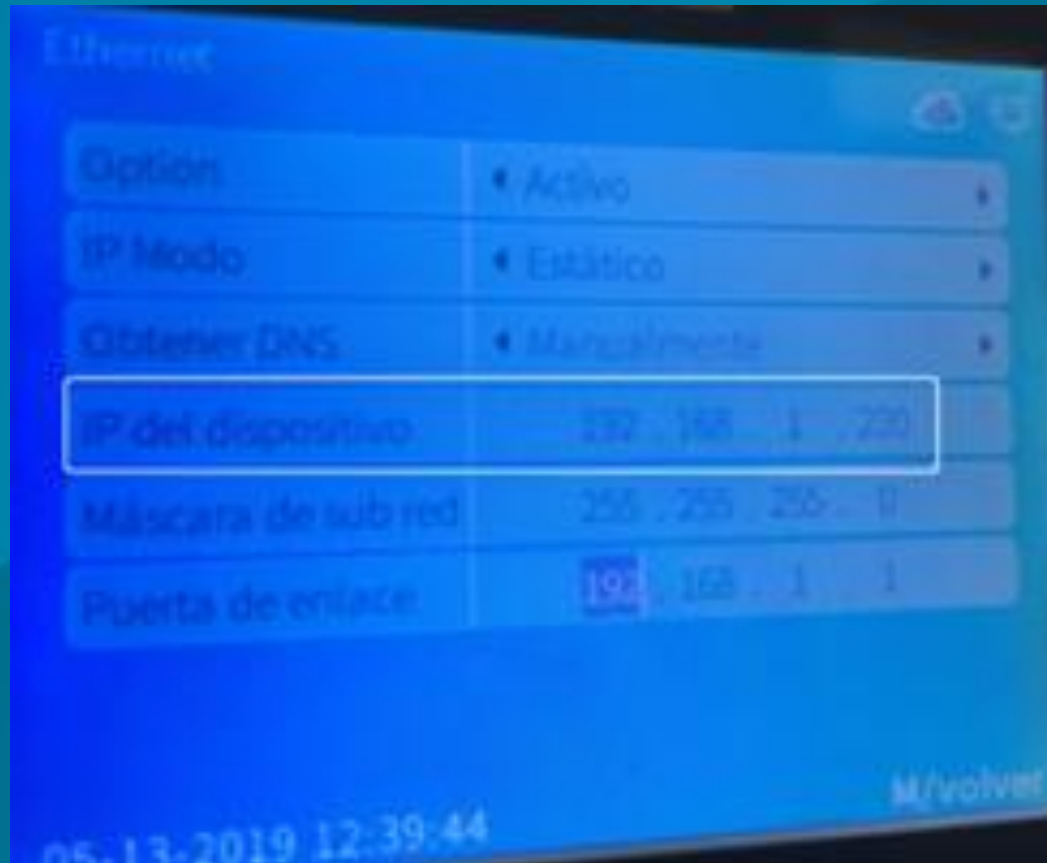 Ethernet
Option Activo
IP Modo Estático
Obtener DNS Manualmente
IP del dispositivo 192 . 168 . 1 . 220
Máscara de sub red 255 . 255 . 255 . 0
Puerta de enlace 192 . 168 . 1 . 1
M/volver
05-13-2019 12:39:44